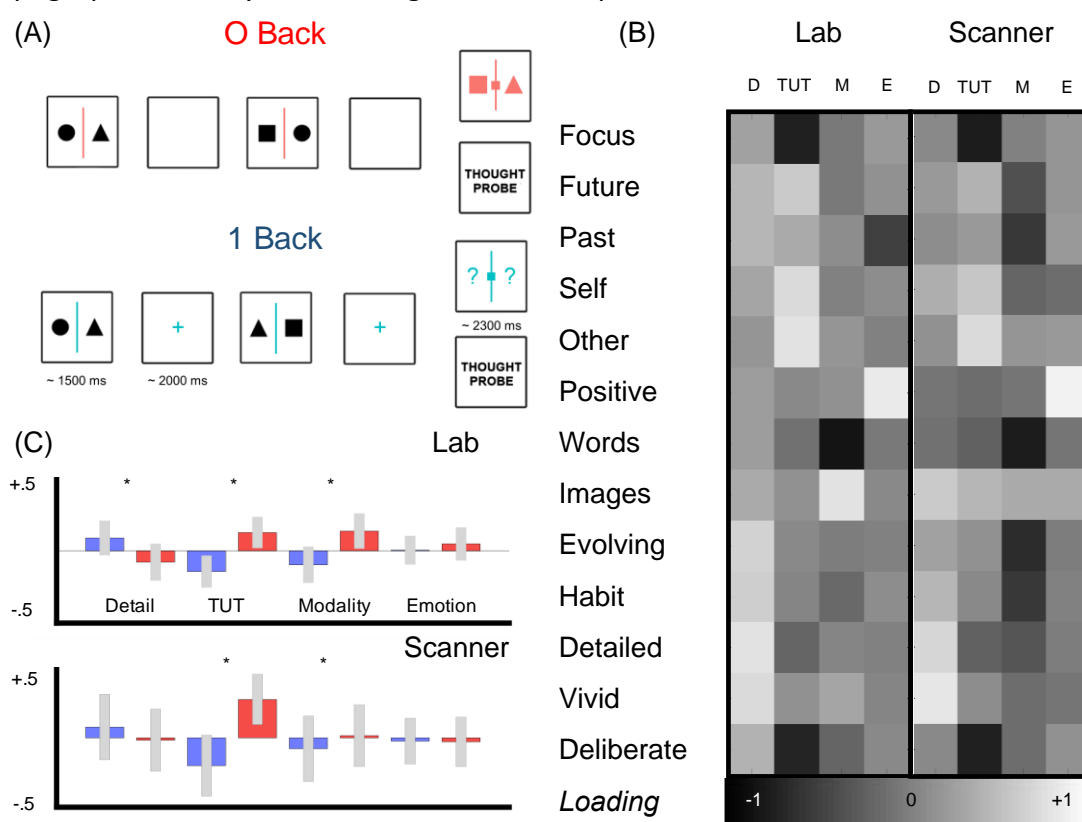 (A)
O Back
THOUGHT
PROBE
1 Back
? ?
+
+
~ 1500 ms
~ 2000 ms
~ 2300 ms
THOUGHT
PROBE
(B)
Lab Scanner
D TUT M E D TUT M E
Focus
Future
Past
Self
Other
Positive
Words
Images
Evolving
Habit
Detailed
Vivid
Deliberate
Loading
-1 0 +1
(C)
Lab
+.5
* * *
-.5
Detail TUT Modality Emotion
Scanner
+.5
* *
-.5